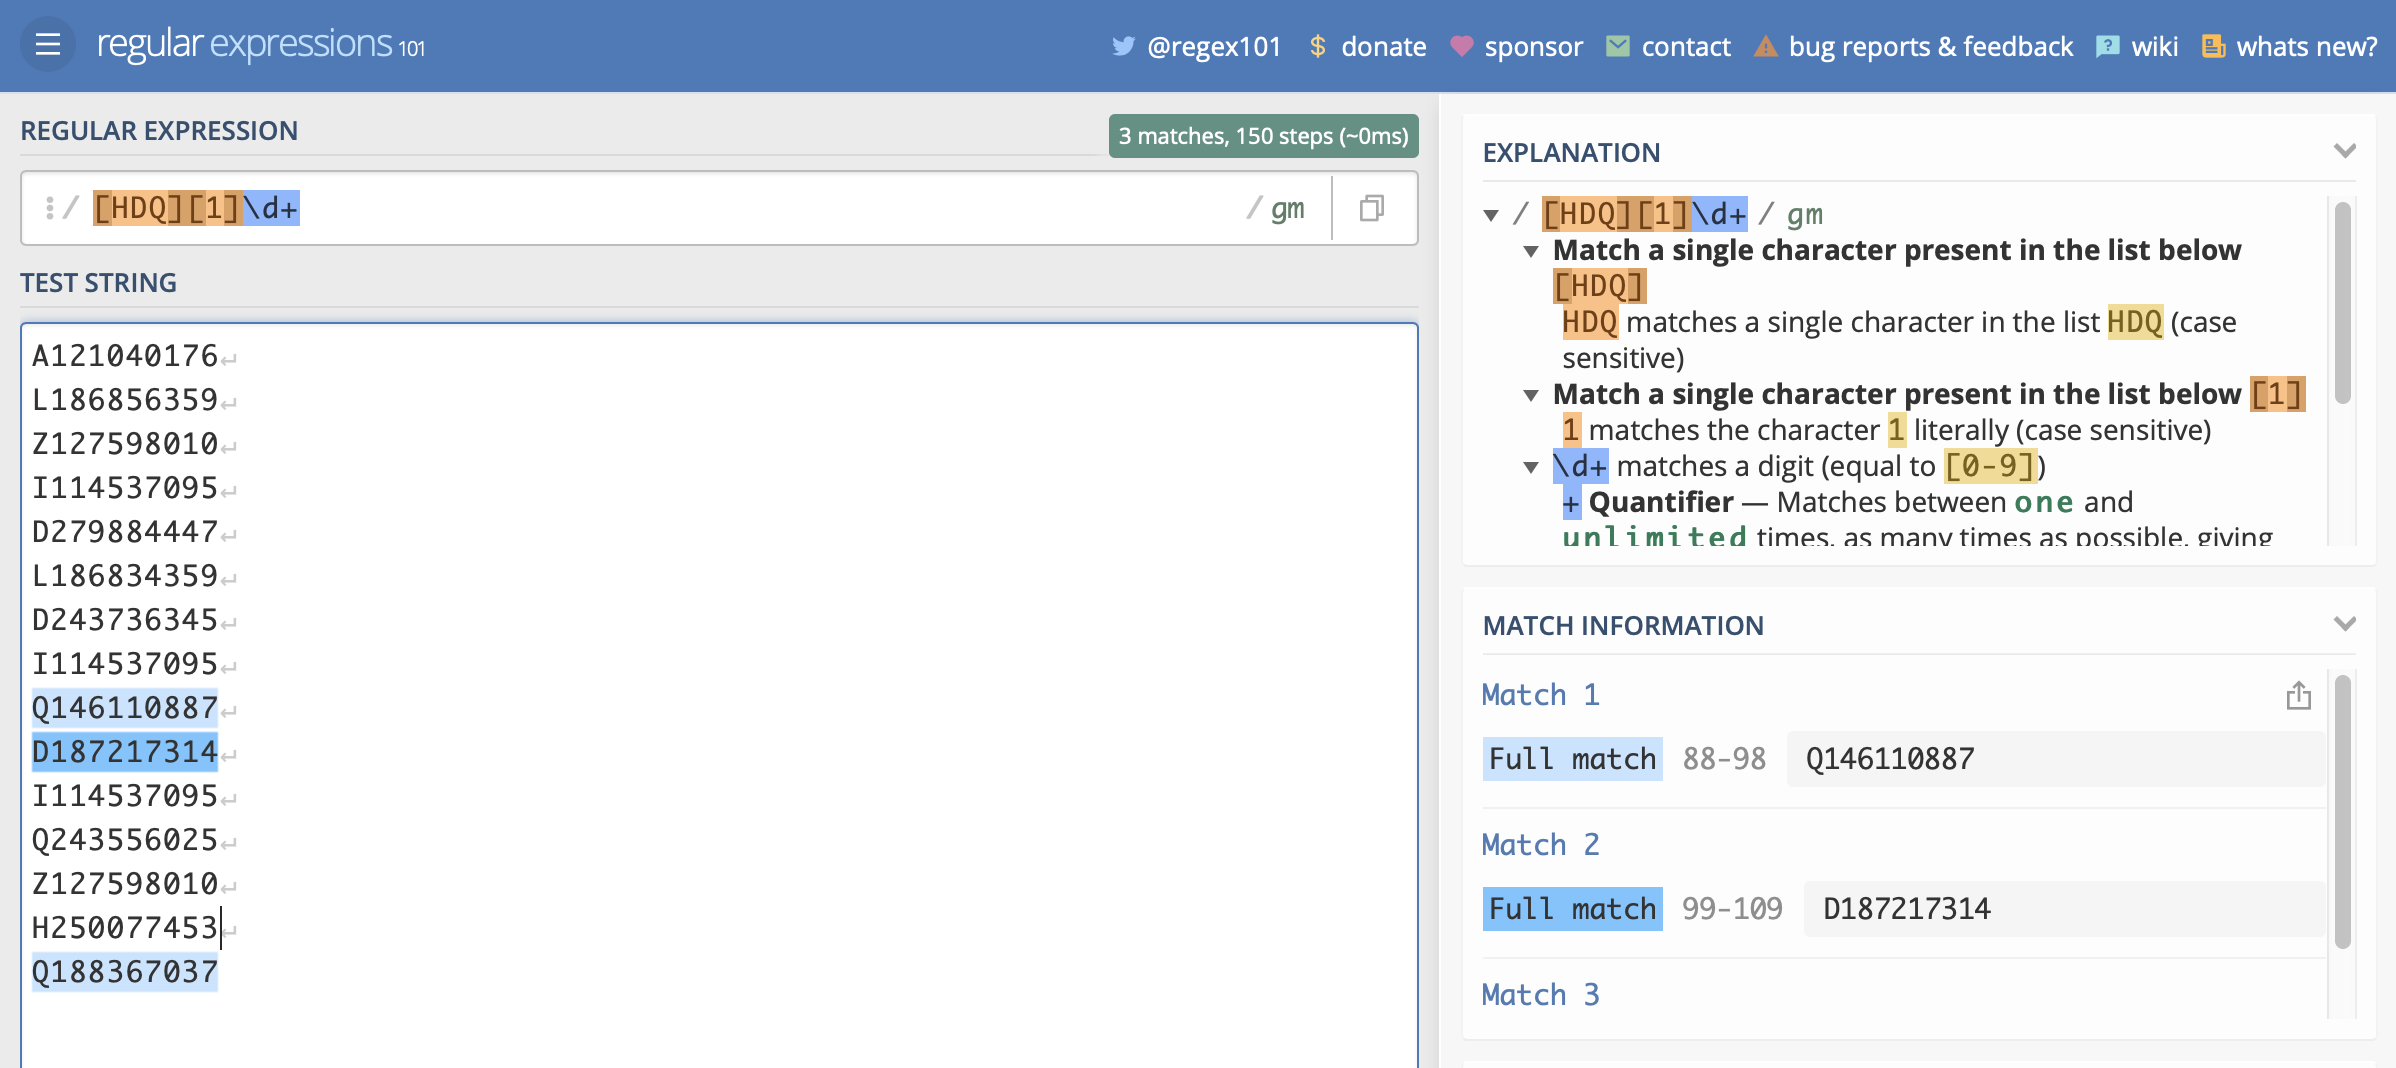 regular expressions 101
@regex101 $ donate sponsor contact bug reports & feedback wiki whats new?
REGULAR EXPRESSION
3 matches, 150 steps (~0ms)
/ [HDQ][1]\d+ / gm
TEST STRING
A121040176
L186856359
Z127598010
I114537095
D279884447
L186834359
D243736345
I114537095
Q146110887
D187217314
I114537095
Q243556025
Z127598010
H250077453
Q188367037
EXPLANATION
/ [HDQ][1]\d+ / gm
Match a single character present in the list below
[HDQ]
HDQ matches a single character in the list HDQ (case
sensitive)
Match a single character present in the list below [1]
1 matches the character 1 literally (case sensitive)
\d+ matches a digit (equal to [0-9])
+ Quantifier — Matches between one and
unlimited times, as many times as possible, giving
MATCH INFORMATION
Match 1
Full match 88-98 Q146110887
Match 2
Full match 99-109 D187217314
Match 3